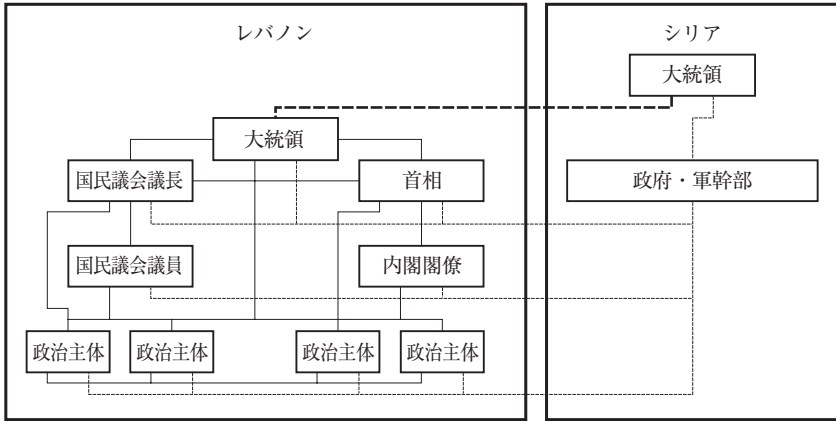 レバノン
シリア
大統領
大統領
国民議会議長
首相
政府・軍幹部
国民議会議員
内閣閣僚
政治主体
政治主体
政治主体
政治主体